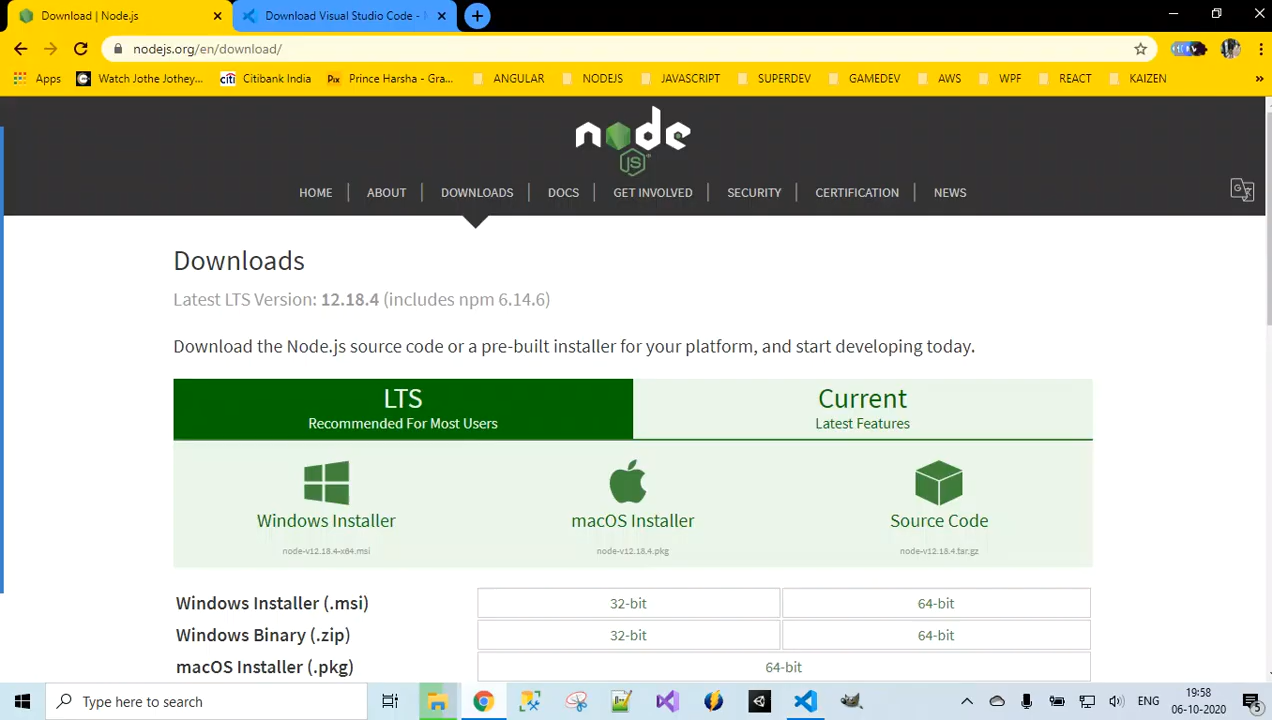 Download | Node.js
Download Visual Studio Code -
nodejs.org/en/download/
Apps
Watch Jothe Jothey...
citi Citibank India
Pix Prince Harsha - Gra...
ANGULAR
NODEJS
JAVASCRIPT
SUPERDEV
GAMEDEV
AWS
WPF
REACT
KAIZEN
node
JS
HOME
ABOUT
DOWNLOADS
DOCS
GET INVOLVED
SECURITY
CERTIFICATION
NEWS
Downloads
Latest LTS Version: 12.18.4 (includes npm 6.14.6)
Download the Node.js source code or a pre-built installer for your platform, and start developing today.
LTS
Recommended For Most Users
Current
Latest Features
Windows Installer
node-v12.18.4-x64.msi
macOS Installer
node-v12.18.4.pkg
Source Code
node-v12.18.4.tar.gz
Windows Installer (.msi) 32-bit 64-bit
Windows Binary (.zip) 32-bit 64-bit
macOS Installer (.pkg) 64-bit
Type here to search
ENG
19:58
06-10-2020
5